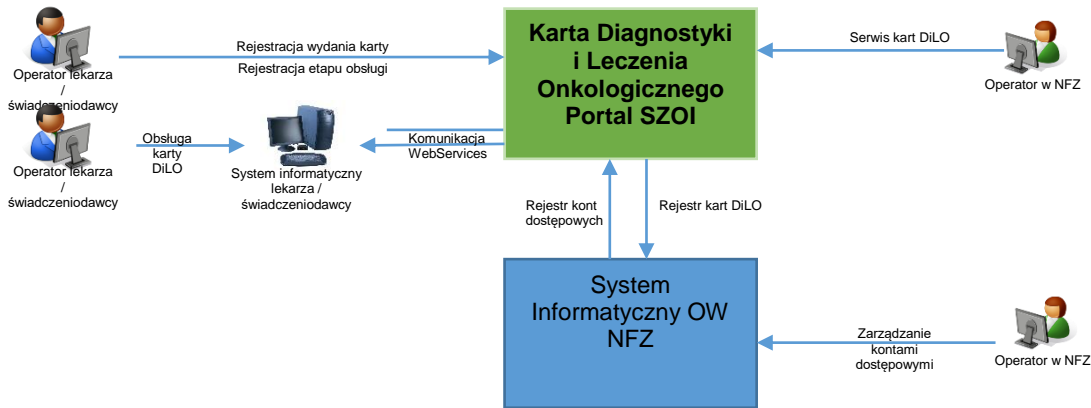 Karta Diagnostyki
i Leczenia
Onkologicznego
Portal SZOI
Rejestracja wydania karty
Rejestracja etapu obsługi
Operator lekarza
/
świadczeniodawcy
Serwis kart DiLO
Operator w NFZ
Operator lekarza
/
świadczeniodawcy
Obsługa
karty
DiLO
System informatyczny
lekarza /
świadczeniodawcy
Komunikacja
WebServices
Rejestr kont
dostępowych
Rejestr kart DiLO
System
Informatyczny OW
NFZ
Zarządzanie
kontami
dostępowymi
Operator w NFZ